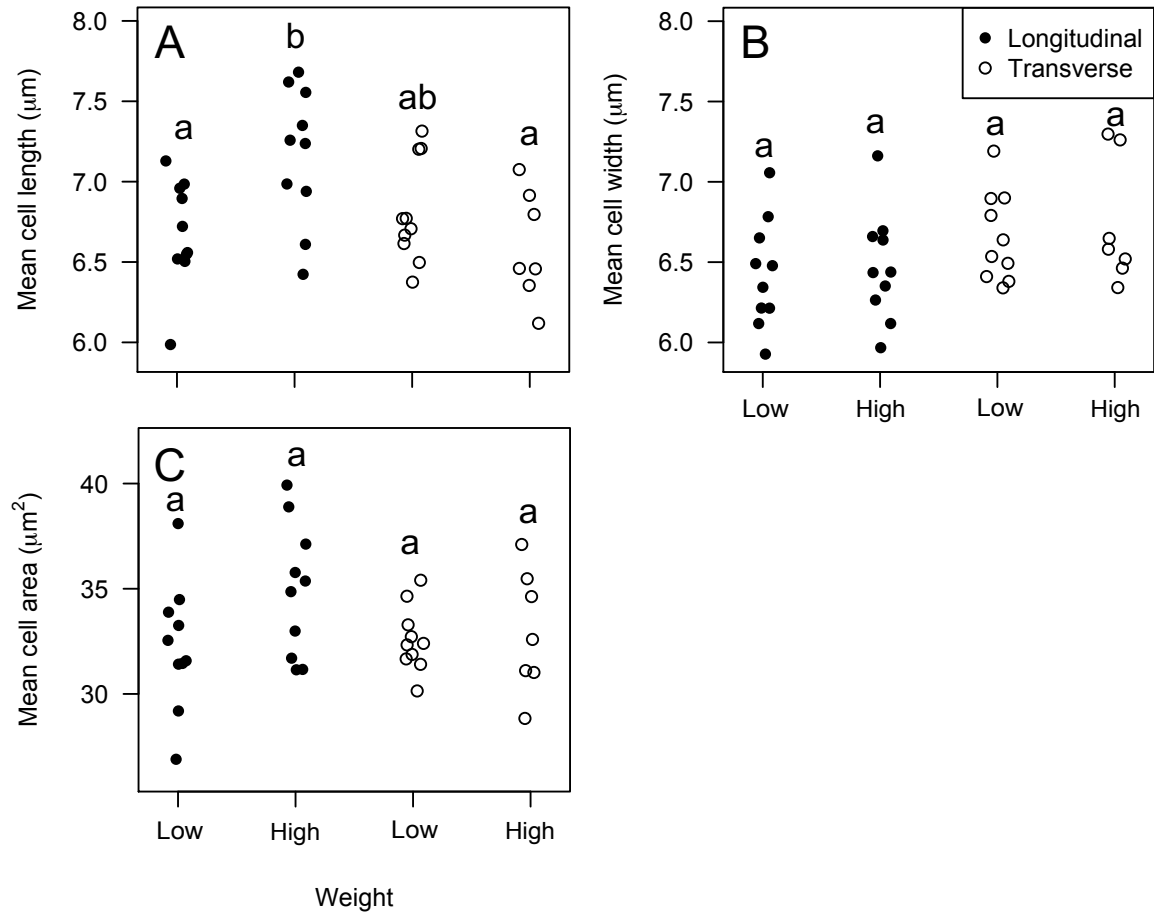 A
Mean cell length (μm)
8.0
7.5
7.0
6.5
6.0
a
b
ab
a
B
Longitudinal
Transverse
Mean cell width (μm)
8.0
7.5
7.0
6.5
6.0
a
a
a
a
Low
High
Low
High
C
Mean cell area (μm²)
40
35
30
a
a
a
a
Low
High
Low
High
Weight